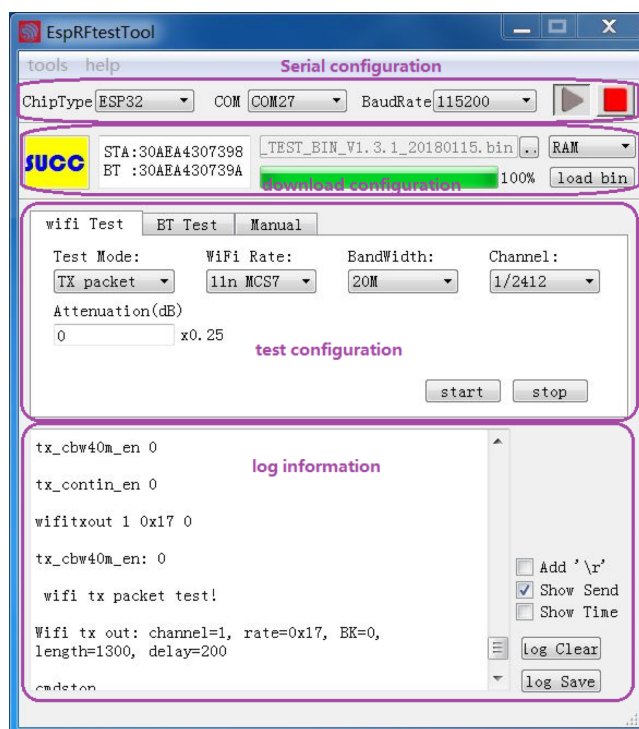 EspRFtestTool
tools help
Serial configuration
ChipType ESP32 COM COM27 BaudRate 115200
SUCC
STA:30AEA4307398
BT :30AEA430739A
_TEST_BIN_V1.3.1_20180115.bin .. RAM
download configuration
100% load bin
wifi Test BT Test Manual
Test Mode: WiFi Rate: BandWidth: Channel:
TX packet 11n MCS7 20M 1/2412
Attenuation(dB)
0 x0.25
test configuration
start stop
tx_cbw40m_en 0
log information
tx_contin_en 0
wifitxout 1 0x17 0
tx_cbw40m_en: 0
wifi tx packet test!
Wifi tx out: channel=1, rate=0x17, BK=0,
length=1300, delay=200
cmdstop
Add '\r'
Show Send
Show Time
log Clear
log Save